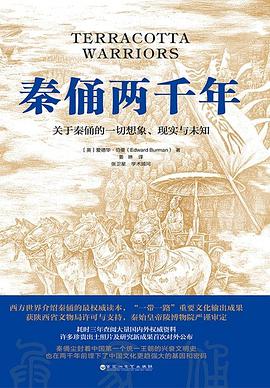 TERRACOTTA
WARRIORS
秦俑两千年
关于秦俑的一切想象、现实与未知
[英] 爱德华·伯曼 (Edward Burman) 著
张卫星 学术顾问
西方世界介绍秦俑的最权威读本,“一带一路”重要文化输出成果
获陕西省文物局许可与支持,秦始皇帝陵博物院严谨审定
耗时三年查阅大量国内外权威资料
许多珍贵出土照片及研究新成果首次对外公布
秦俑尘封着中国第一个统一王朝的兴衰文明史,
也在两千年前埋下了中国文化更趋强大的基因和密码